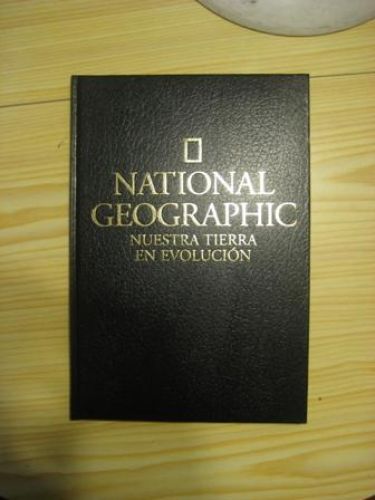 NATIONAL
GEOGRAPHIC
NUESTRA TIERRA
EN EVOLUCIÓN